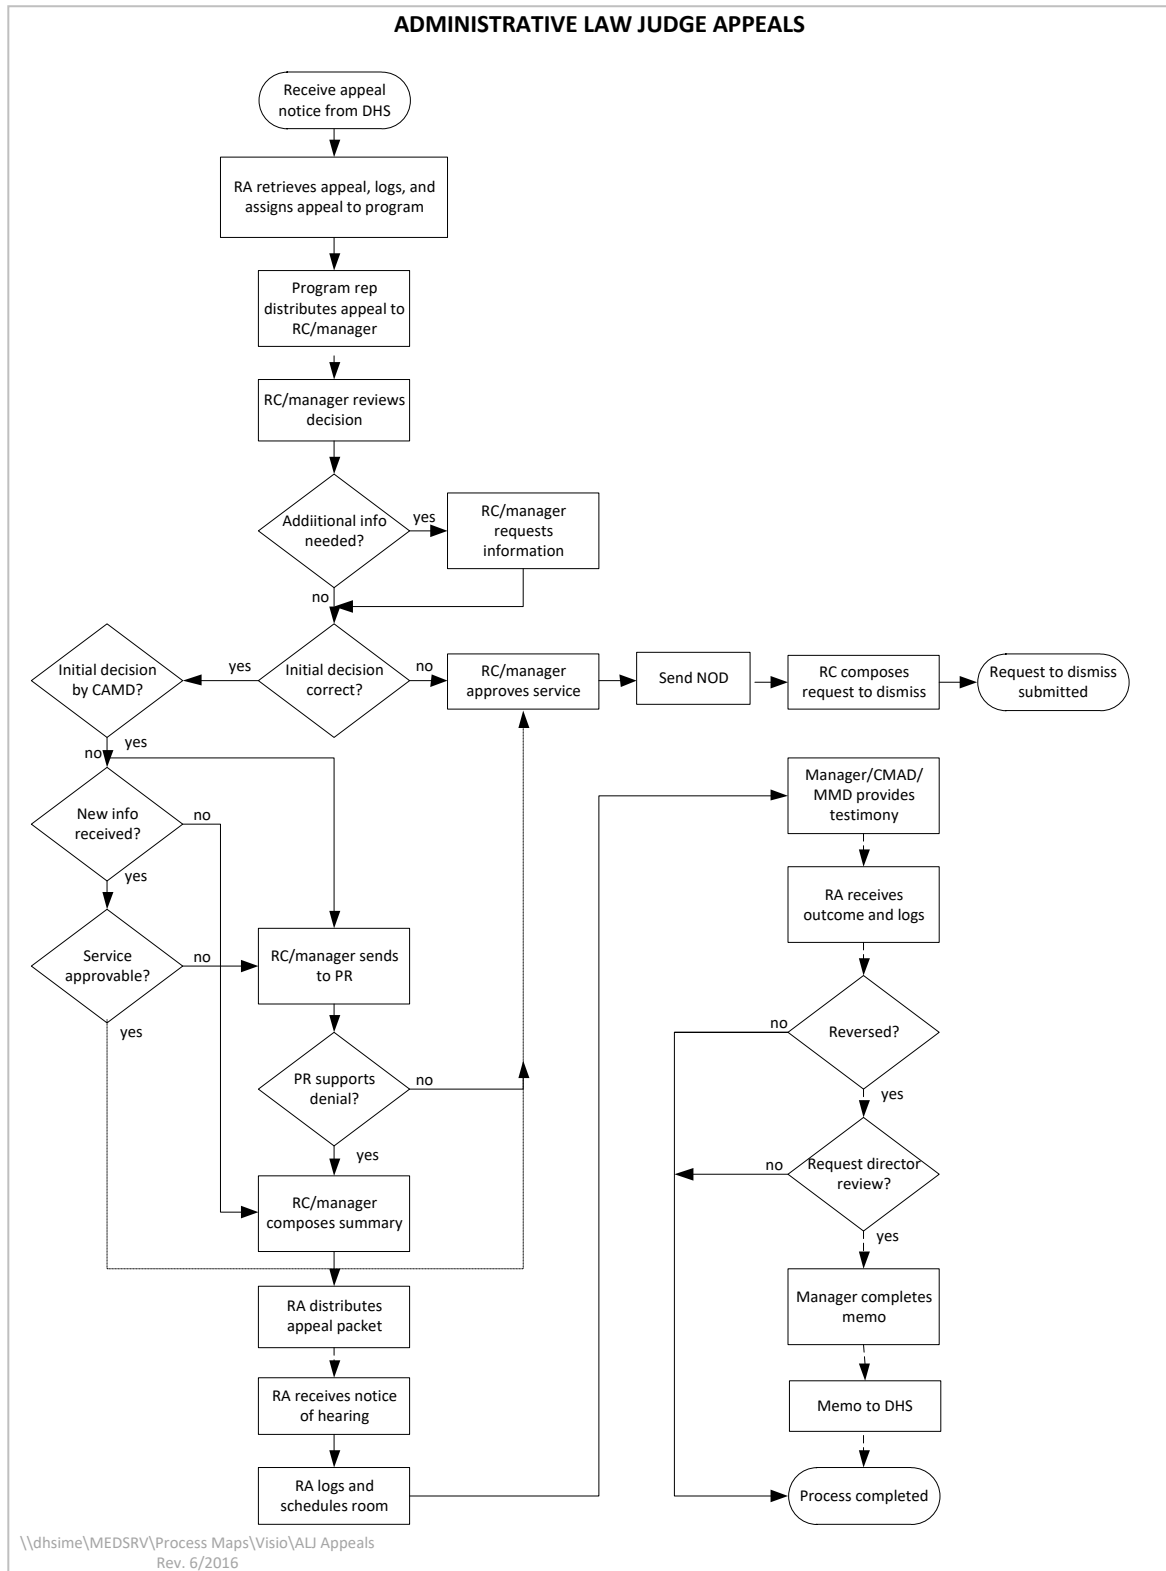 ADMINISTRATIVE LAW JUDGE APPEALS
Receive appeal
notice from DHS
RA retrieves appeal, logs, and
assigns appeal to program
Program rep
distributes appeal to
RC/manager
RC/manager reviews
decision
Addiitional info
needed?
yes
RC/manager
requests
information
no
Initial decision
by CAMD?
yes
Initial decision
correct?
no
RC/manager
approves service
Send NOD
RC composes
request to dismiss
Request to dismiss
submitted
yes
no
New info
received?
no
yes
Service
approvable?
no
yes
RC/manager sends
to PR
PR supports
denial?
no
yes
RC/manager
composes summary
RA distributes
appeal packet
RA receives notice
of hearing
RA logs and
schedules room
Manager/CMAD/
MMD provides
testimony
RA receives
outcome and logs
no
Reversed?
yes
no
Request director
review?
yes
Manager completes
memo
Memo to DHS
Process completed
\\dhsime\MEDSRV\Process Maps\Visio\ALJ Appeals
Rev. 6/2016